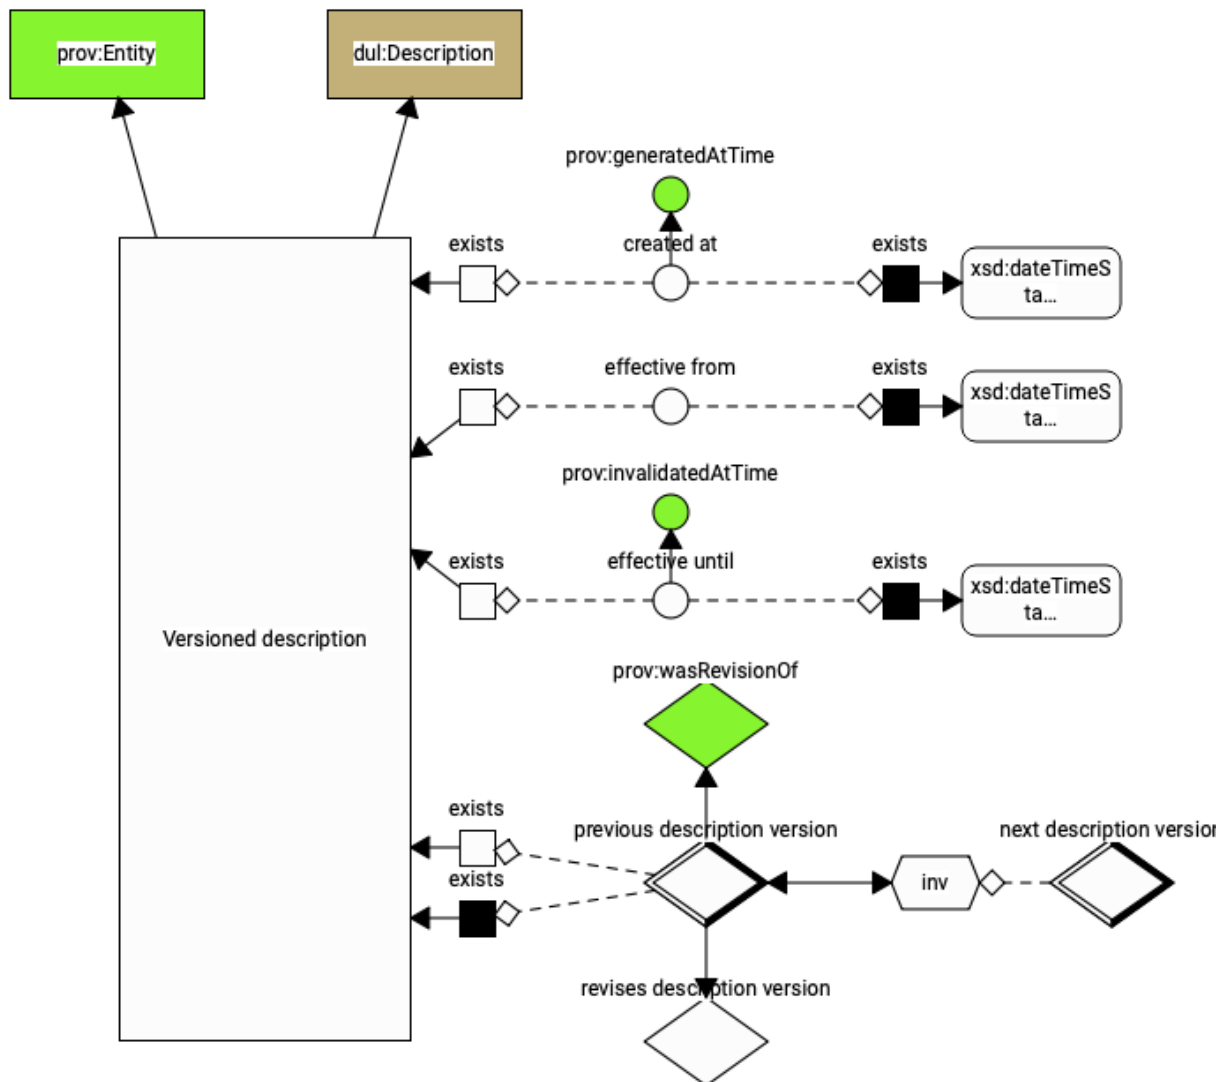 prov:Entity
dul:Description
prov:generatedAtTime
exists
created at
exists
xsd:dateTimeS
ta...
exists
effective from
exists
xsd:dateTimeS
ta...
prov:invalidatedAtTime
exists
effective until
exists
xsd:dateTimeS
ta...
Versioned description
prov:wasRevisionOf
exists
previous description version
next description version
exists
inv
revises description version